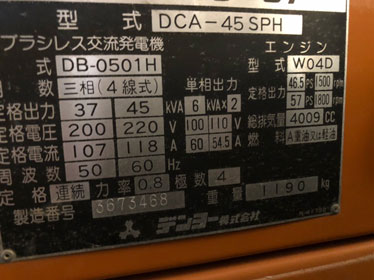 型式 DCA-45SPH
ブラシレス交流発電機 エンジン
式 DB-0501H 型式 W04D
数 三相(4線式) 単相出力 定格出力 46.5 PS 1500 rpm
定格出力 37 45 KVA 6 KVA×2 57 PS 1800 rpm
定格電圧 200 220 V 100 110 V 総排気量 4009 CC
定格電流 107 118 A 60 54.5 A 燃料 A重油又は軽油
周波数 50 60 Hz
定格 連続 力率 0.8 極数 4 重量 1190 kg
製造番号 3673468
デンヨー株式会社